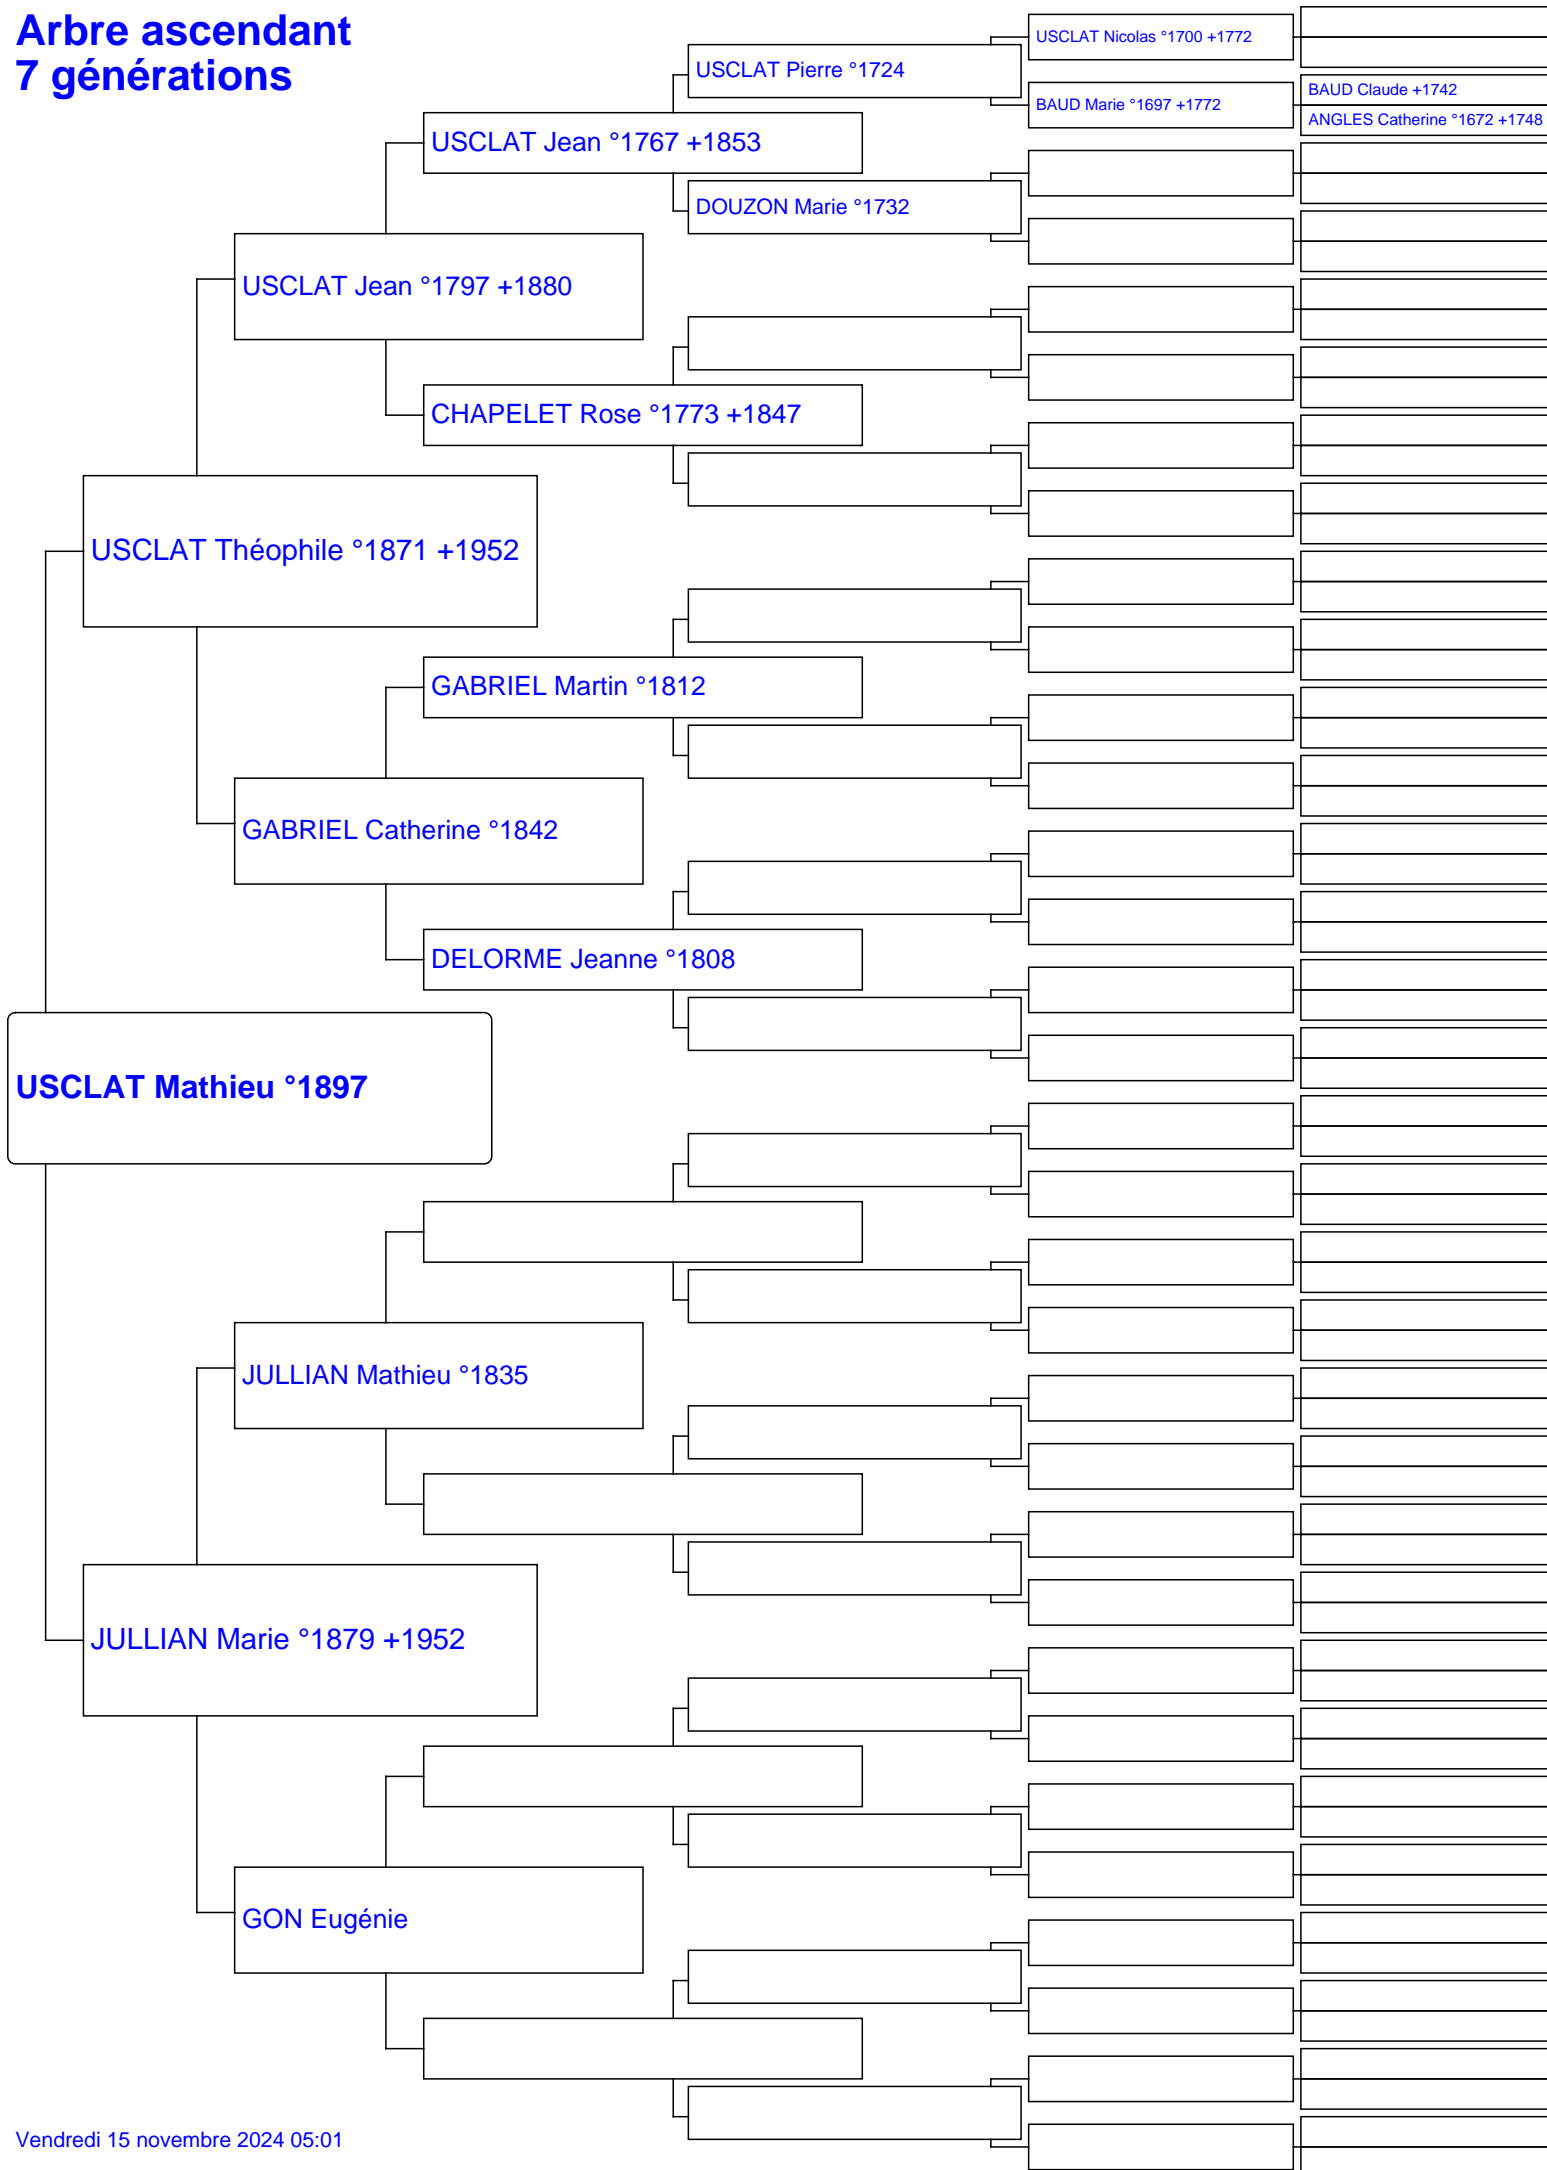 Arbre ascendant
7 générations
USCLAT Nicolas °1700 +1772
USCLAT Pierre °1724
BAUD Claude +1742
BAUD Marie °1697 +1772
ANGLES Catherine °1672 +1748
USCLAT Jean °1767 +1853
DOUZON Marie °1732
USCLAT Jean °1797 +1880
CHAPELET Rose °1773 +1847
USCLAT Théophile °1871 +1952
GABRIEL Martin °1812
GABRIEL Catherine °1842
DELORME Jeanne °1808
USCLAT Mathieu °1897
JULLIAN Mathieu °1835
JULLIAN Marie °1879 +1952
GON Eugénie
Vendredi 15 novembre 2024 05:01